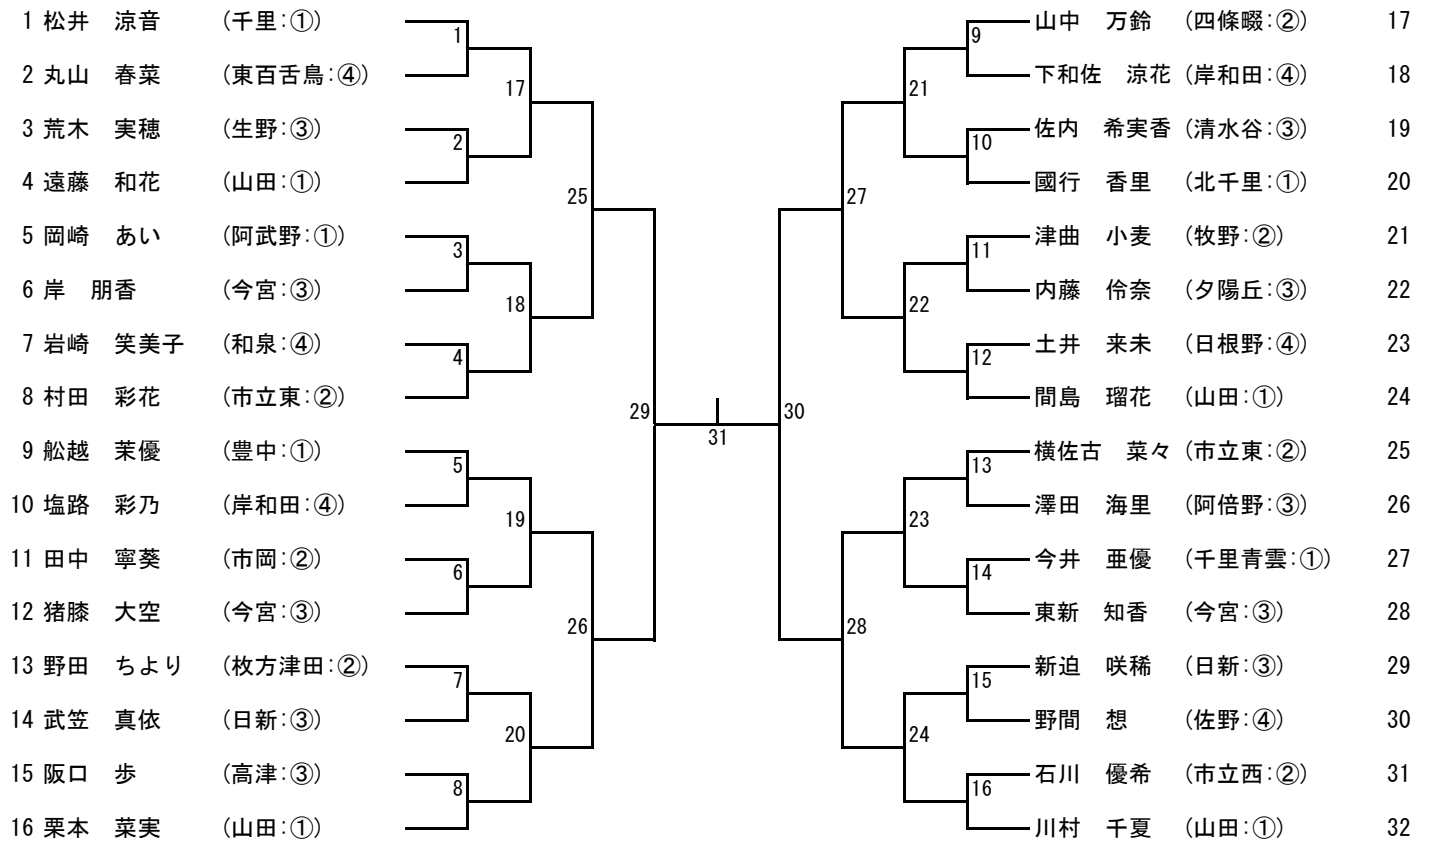 1 松井 涼音 （千里：①） 1 9 山中 万鈴 （四條畷：②） 17
2 丸山 春菜 （東百舌鳥：④） 17 21 下和佐 涼花 （岸和田：④） 18
3 荒木 実穂 （生野：③） 2 10 佐内 希実香 （清水谷：③） 19
4 遠藤 和花 （山田：①） 25 27 國行 香里 （北千里：①） 20
5 岡崎 あい （阿武野：①） 3 11 津曲 小麦 （牧野：②） 21
6 岸 朋香 （今宮：③） 18 22 内藤 伶奈 （夕陽丘：③） 22
7 岩崎 笑美子 （和泉：④） 4 12 土井 来未 （日根野：④） 23
8 村田 彩花 （市立東：②） 29 31 30 間島 瑠花 （山田：①） 24
9 舩越 茉優 （豊中：①） 5 13 横佐古 菜々 （市立東：②） 25
10 塩路 彩乃 （岸和田：④） 19 23 澤田 海里 （阿倍野：③） 26
11 田中 寧葵 （市岡：②） 6 14 今井 亜優 （千里青雲：①） 27
12 猪膝 大空 （今宮：③） 26 28 東新 知香 （今宮：③） 28
13 野田 ちより （枚方津田：②） 7 15 新迫 咲稀 （日新：③） 29
14 武笠 真依 （日新：③） 20 24 野間 想 （佐野：④） 30
15 阪口 歩 （高津：③） 8 16 石川 優希 （市立西：②） 31
16 栗本 菜実 （山田：①） 川村 千夏 （山田：①） 32